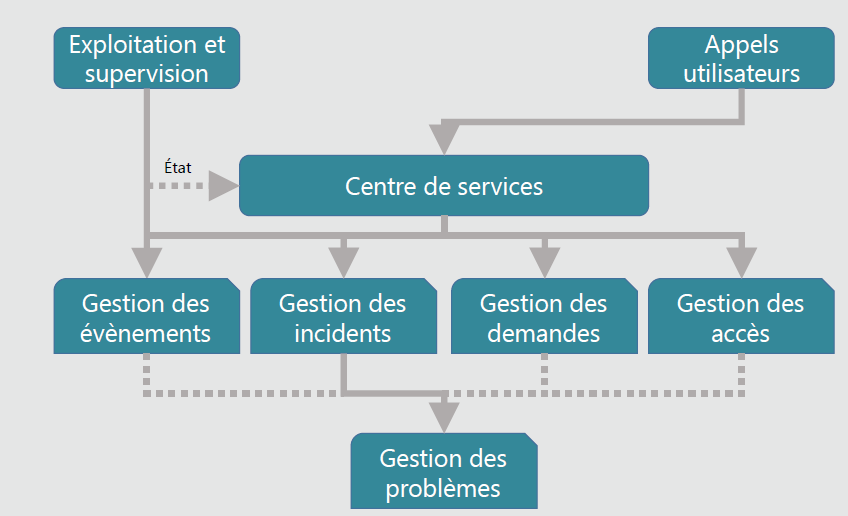 Exploitation et
supervision
Appels
utilisateurs
État
Centre de services
Gestion des
évènements
Gestion des
incidents
Gestion des
demandes
Gestion des
accès
Gestion des
problèmes